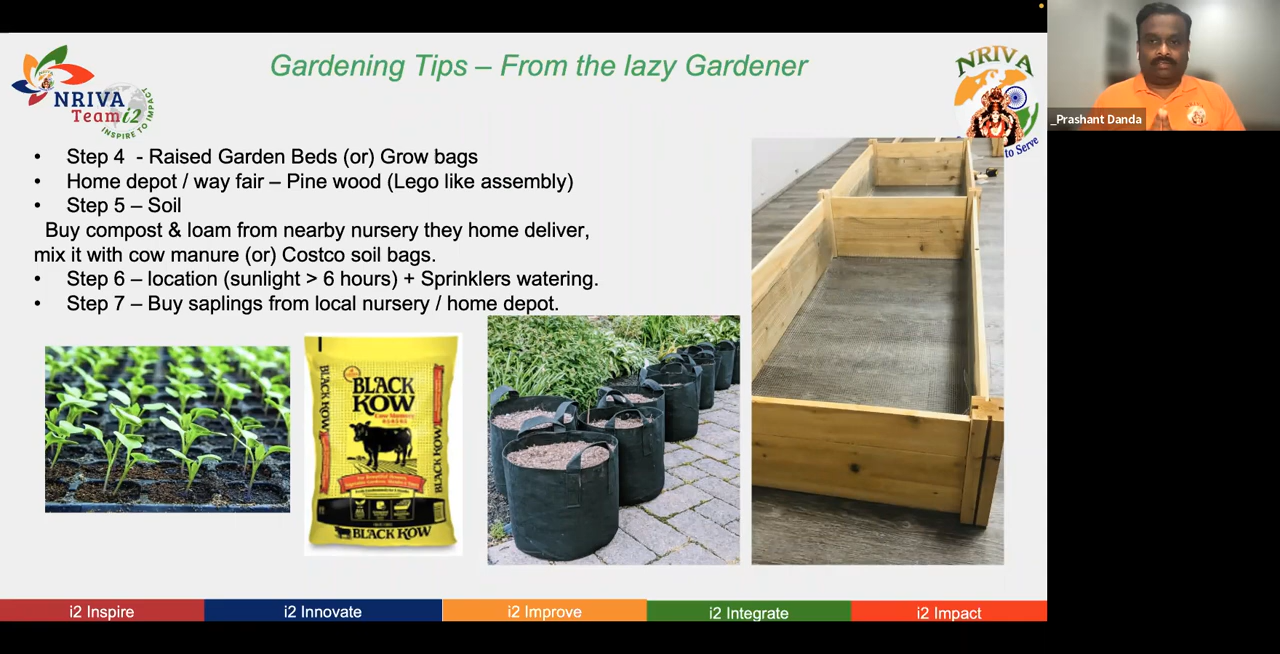 Gardening Tips – From the lazy Gardener
NRIVA
Team i2
INSPIRE TO IMPACT
NRIVA
to Serve
_Prashant Danda
• Step 4 - Raised Garden Beds (or) Grow bags
• Home depot / way fair – Pine wood (Lego like assembly)
• Step 5 – Soil
Buy compost & loam from nearby nursery they home deliver,
mix it with cow manure (or) Costco soil bags.
• Step 6 – location (sunlight > 6 hours) + Sprinklers watering.
• Step 7 – Buy saplings from local nursery / home depot.
BLACK
KOW
BLACK KOW
BLACK KOW
BLACK KOW
i2 Inspire
i2 Innovate
i2 Improve
i2 Integrate
i2 Impact